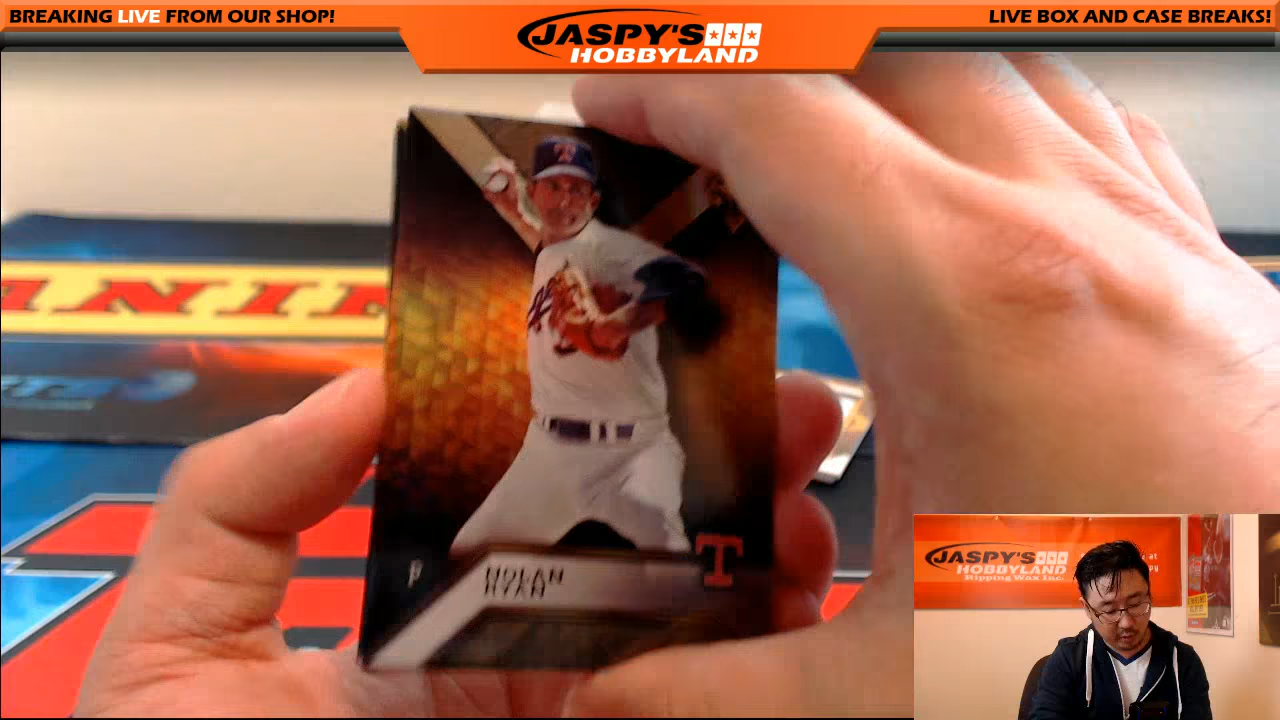 BREAKING LIVE FROM OUR SHOP!
JASPY'S
HOBBYLAND
LIVE BOX AND CASE BREAKS!
T
P
NOLAN
RYAN
T
JASPY'S
HOBBYLAND
Ripping Wax Inc.